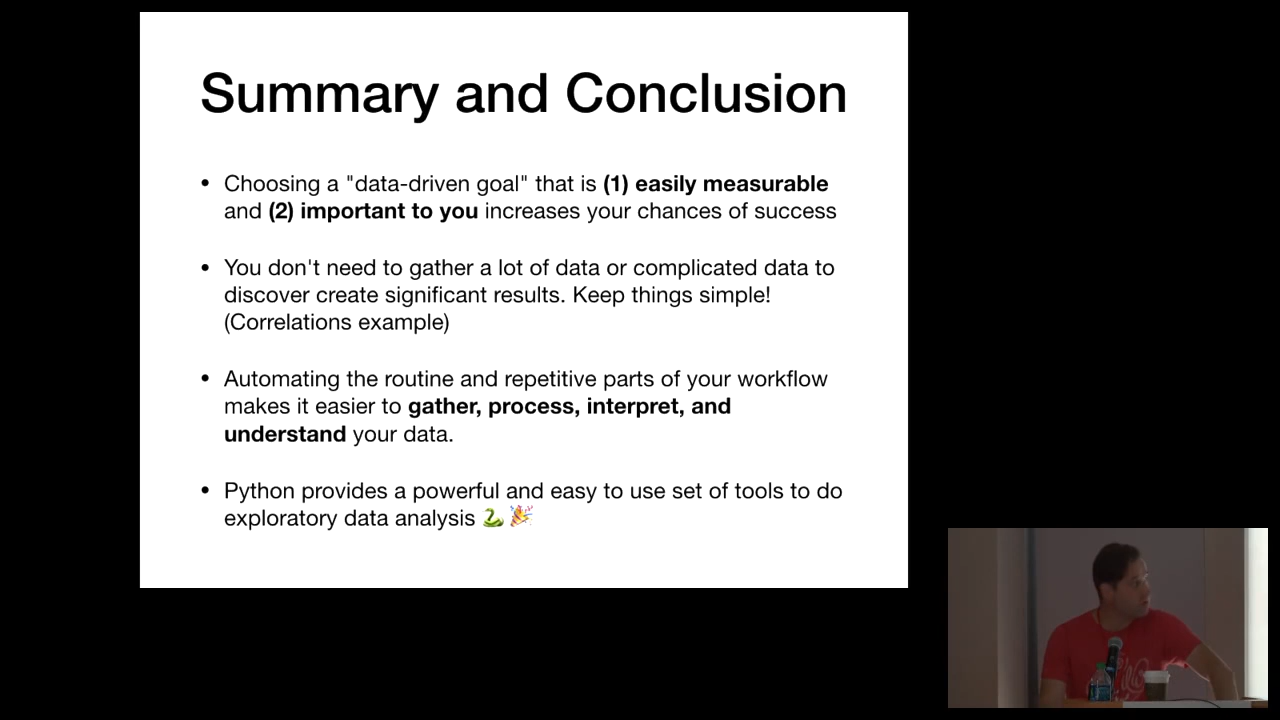 Summary and Conclusion
• Choosing a "data-driven goal" that is (1) easily measurable
and (2) important to you increases your chances of success
• You don't need to gather a lot of data or complicated data to
discover create significant results. Keep things simple!
(Correlations example)
• Automating the routine and repetitive parts of your workflow
makes it easier to gather, process, interpret, and
understand your data.
• Python provides a powerful and easy to use set of tools to do
exploratory data analysis 🐍 🎉